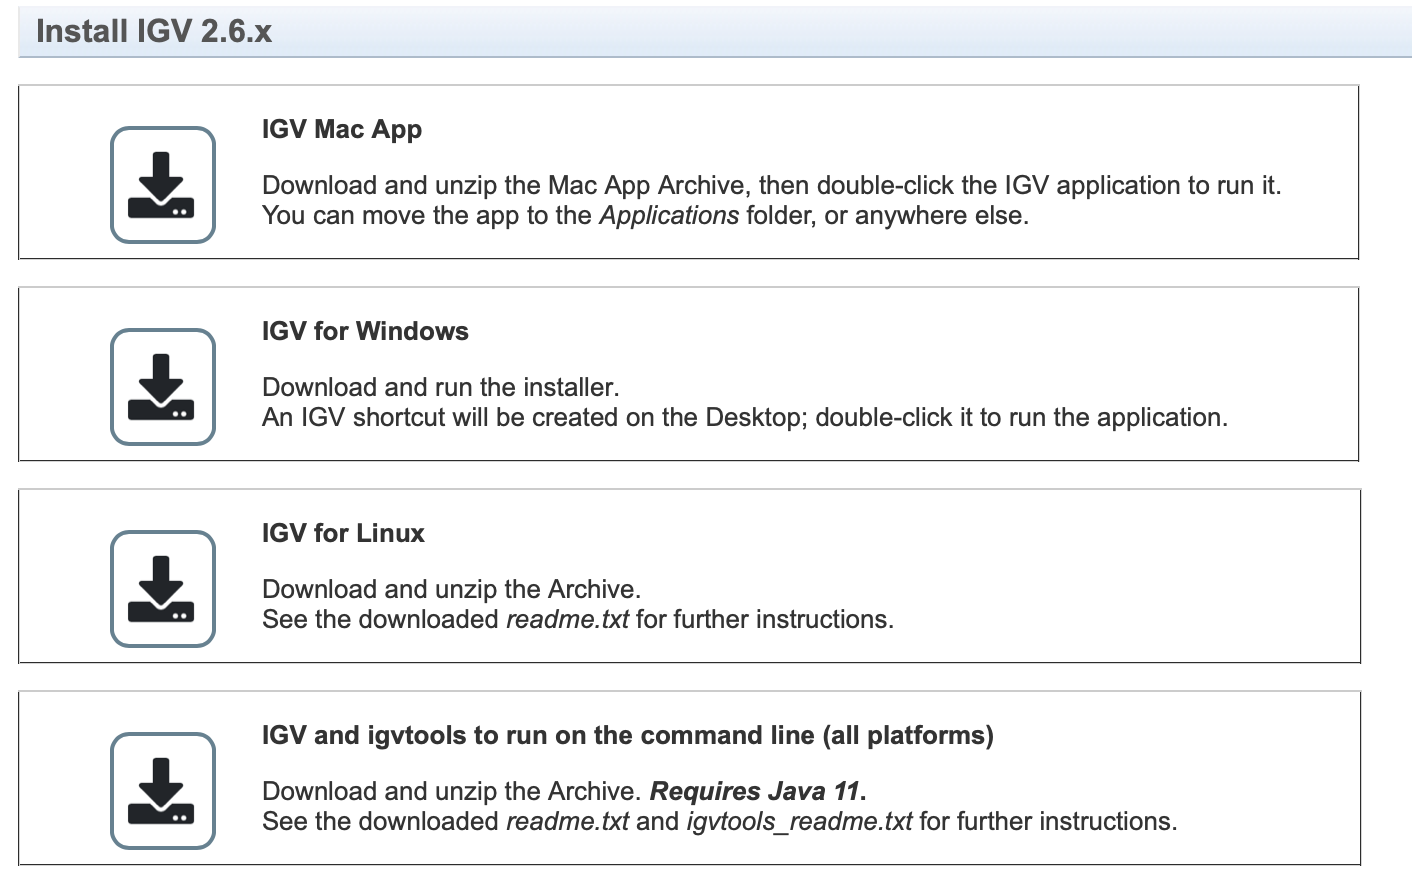 Install IGV 2.6.x
IGV Mac App
Download and unzip the Mac App Archive, then double-click the IGV application to run it.
You can move the app to the Applications folder, or anywhere else.
IGV for Windows
Download and run the installer.
An IGV shortcut will be created on the Desktop; double-click it to run the application.
IGV for Linux
Download and unzip the Archive.
See the downloaded readme.txt for further instructions.
IGV and igvtools to run on the command line (all platforms)
Download and unzip the Archive. Requires Java 11.
See the downloaded readme.txt and igvtools_readme.txt for further instructions.